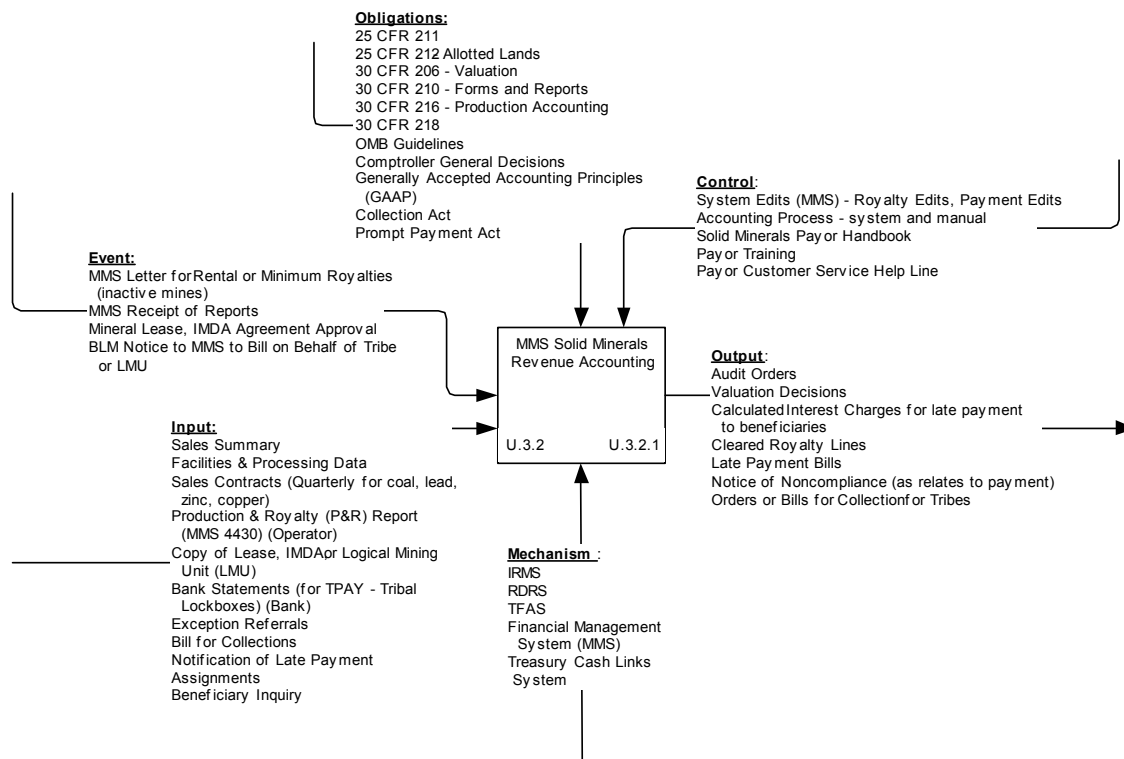 Obligations:
25 CFR 211
25 CFR 212 Allotted Lands
30 CFR 206 - Valuation
30 CFR 210 - Forms and Reports
30 CFR 216 - Production Accounting
30 CFR 218
OMB Guidelines
Comptroller General Decisions
Generally Accepted Accounting Principles
(GAAP)
Collection Act
Prompt Payment Act
Control:
System Edits (MMS) - Royalty Edits, Payment Edits
Accounting Process - system and manual
Solid Minerals Payor Handbook
Payor Training
Payor Customer Service Help Line
Event:
MMS Letter for Rental or Minimum Royalties
(inactive mines)
MMS Receipt of Reports
Mineral Lease, IMDA Agreement Approval
BLM Notice to MMS to Bill on Behalf of Tribe
or LMU
MMS Solid Minerals
Revenue Accounting
U.3.2 U.3.2.1
Output:
Audit Orders
Valuation Decisions
Calculated Interest Charges for late payment
to beneficiaries
Cleared Royalty Lines
Late Payment Bills
Notice of Noncompliance (as relates to payment)
Orders or Bills for Collection for Tribes
Input:
Sales Summary
Facilities & Processing Data
Sales Contracts (Quarterly for coal, lead,
zinc, copper)
Production & Royalty (P&R) Report
(MMS 4430) (Operator)
Copy of Lease, IMDA or Logical Mining
Unit (LMU)
Bank Statements (for TPAY - Tribal
Lockboxes) (Bank)
Exception Referrals
Bill for Collections
Notification of Late Payment
Assignments
Beneficiary Inquiry
Mechanism :
IRMS
RDRS
TFAS
Financial Management
System (MMS)
Treasury Cash Links
System